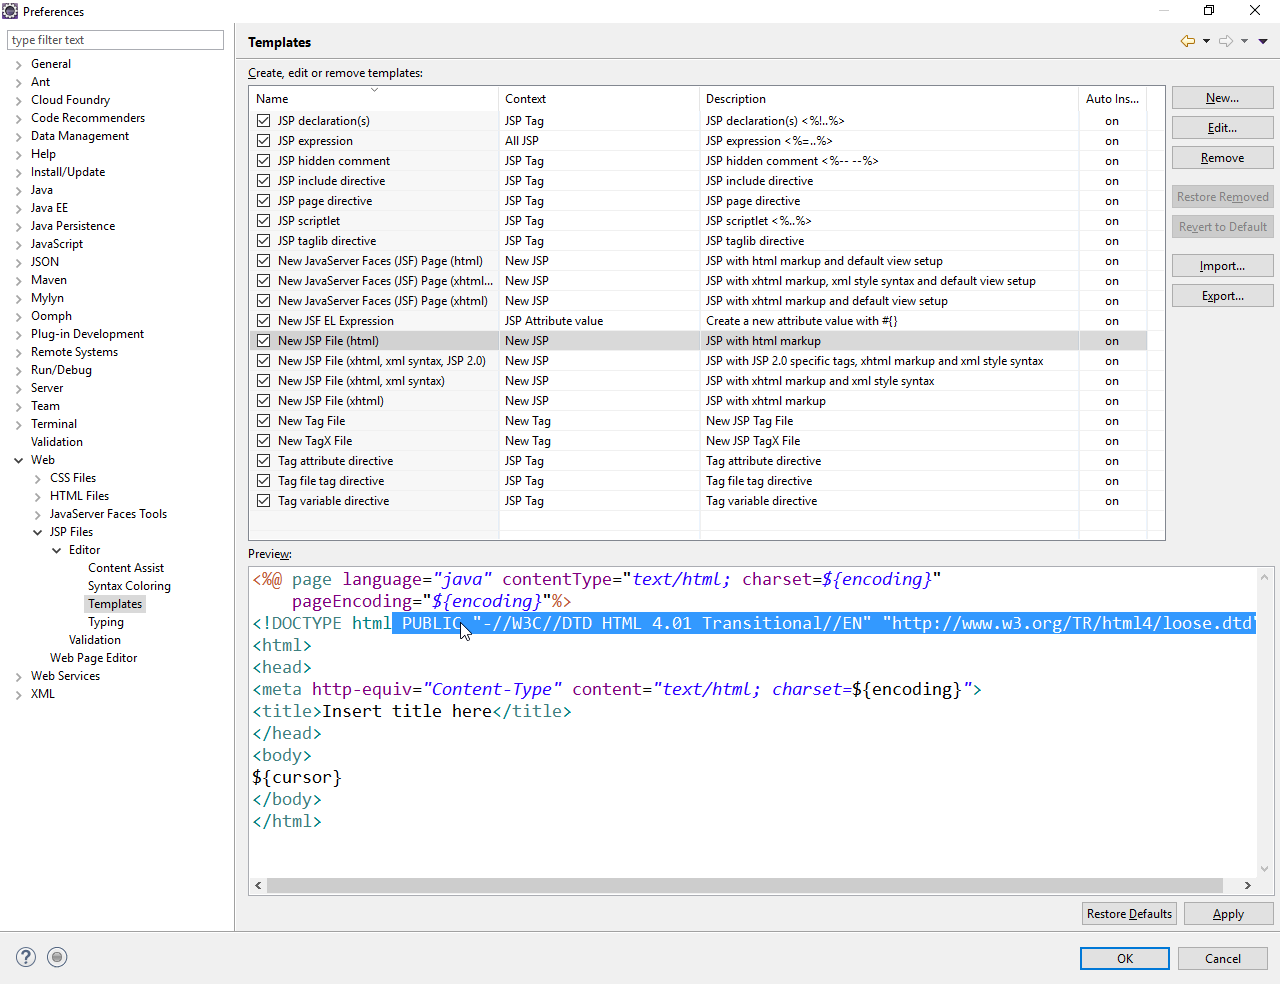 Preferences
type filter text
General
Ant
Cloud Foundry
Code Recommenders
Data Management
Help
Install/Update
Java
Java EE
Java Persistence
JavaScript
JSON
Maven
Mylyn
Oomph
Plug-in Development
Remote Systems
Run/Debug
Server
Team
Terminal
Validation
Web
CSS Files
HTML Files
JavaServer Faces Tools
JSP Files
Editor
Content Assist
Syntax Coloring
Templates
Typing
Validation
Web Page Editor
Web Services
XML
Templates
Create, edit or remove templates:
Name Context Description Auto Ins...
JSP declaration(s) JSP Tag JSP declaration(s) <%!..%> on
JSP expression All JSP JSP expression <%=..%> on
JSP hidden comment JSP Tag JSP hidden comment <%-- --%> on
JSP include directive JSP Tag JSP include directive on
JSP page directive JSP Tag JSP page directive on
JSP scriptlet JSP Tag JSP scriptlet <%..%> on
JSP taglib directive JSP Tag JSP taglib directive on
New JavaServer Faces (JSF) Page (html) New JSP JSP with html markup and default view setup on
New JavaServer Faces (JSF) Page (xhtml... New JSP JSP with xhtml markup, xml style syntax and default view setup on
New JavaServer Faces (JSF) Page (xhtml) New JSP JSP with xhtml markup and default view setup on
New JSF EL Expression JSP Attribute value Create a new attribute value with #{} on
New JSP File (html) New JSP JSP with html markup on
New JSP File (xhtml, xml syntax, JSP 2.0) New JSP JSP with JSP 2.0 specific tags, xhtml markup and xml style syntax on
New JSP File (xhtml, xml syntax) New JSP JSP with xhtml markup and xml style syntax on
New JSP File (xhtml) New JSP JSP with xhtml markup on
New Tag File New Tag New JSP Tag File on
New TagX File New Tag New JSP TagX File on
Tag attribute directive JSP Tag Tag attribute directive on
Tag file tag directive JSP Tag Tag file tag directive on
Tag variable directive JSP Tag Tag variable directive on
New...
Edit...
Remove
Restore Removed
Revert to Default
Import...
Export...
Preview:
<%@ page language="java" contentType="text/html; charset=${encoding}"
pageEncoding="${encoding}"%>
<!DOCTYPE html PUBLIC "-//W3C//DTD HTML 4.01 Transitional//EN" "http://www.w3.org/TR/html4/loose.dtd"
<html>
<head>
<meta http-equiv="Content-Type" content="text/html; charset=${encoding}">
<title>Insert title here</title>
</head>
<body>
${cursor}
</body>
</html>
Restore Defaults
Apply
?
OK
Cancel